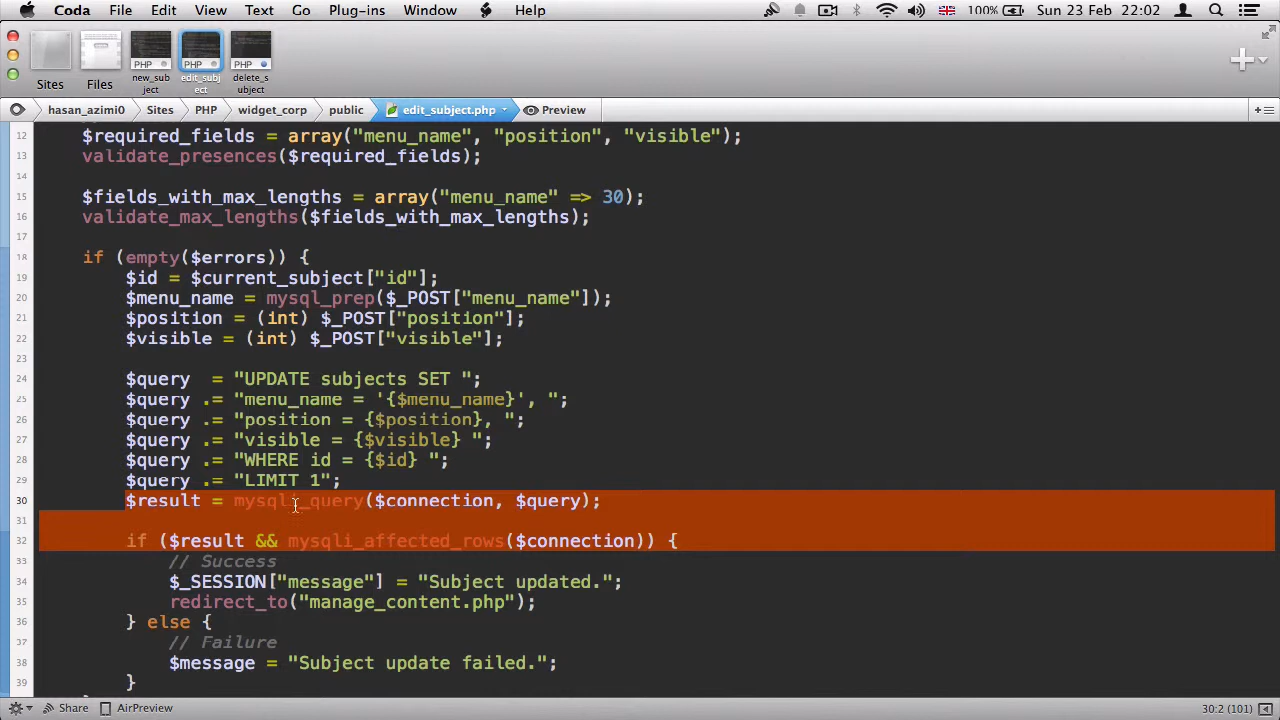 Coda File Edit View Text Go Plug-ins Window Help 100% Sun 23 Feb 22:02
Sites Files PHP new_subject PHP edit_subject PHP delete_subject
hasan_azimi0 Sites PHP widget_corp public edit_subject.php Preview
12 $required_fields = array("menu_name", "position", "visible");
13 validate_presences($required_fields);
14
15 $fields_with_max_lengths = array("menu_name" => 30);
16 validate_max_lengths($fields_with_max_lengths);
17
18 if (empty($errors)) {
19 $id = $current_subject["id"];
20 $menu_name = mysql_prep($_POST["menu_name"]);
21 $position = (int) $_POST["position"];
22 $visible = (int) $_POST["visible"];
23
24 $query = "UPDATE subjects SET ";
25 $query .= "menu_name = '{$menu_name}', ";
26 $query .= "position = {$position}, ";
27 $query .= "visible = {$visible} ";
28 $query .= "WHERE id = {$id} ";
29 $query .= "LIMIT 1";
30 $result = mysqli_query($connection, $query);
31
32 if ($result && mysqli_affected_rows($connection)) {
33 // Success
34 $_SESSION["message"] = "Subject updated.";
35 redirect_to("manage_content.php");
36 } else {
37 // Failure
38 $message = "Subject update failed.";
39 }
Share AirPreview 30:2 (101)